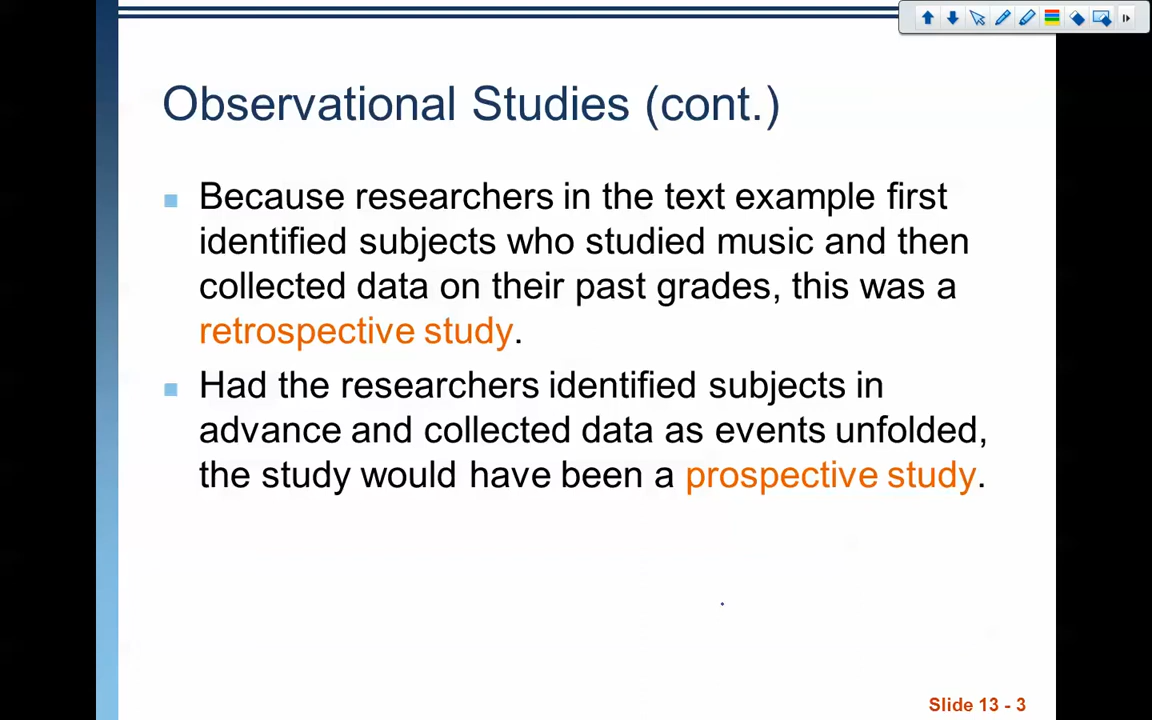 Observational Studies (cont.)
Because researchers in the text example first
identified subjects who studied music and then
collected data on their past grades, this was a
retrospective study.
Had the researchers identified subjects in
advance and collected data as events unfolded,
the study would have been a prospective study.
Slide 13 - 3